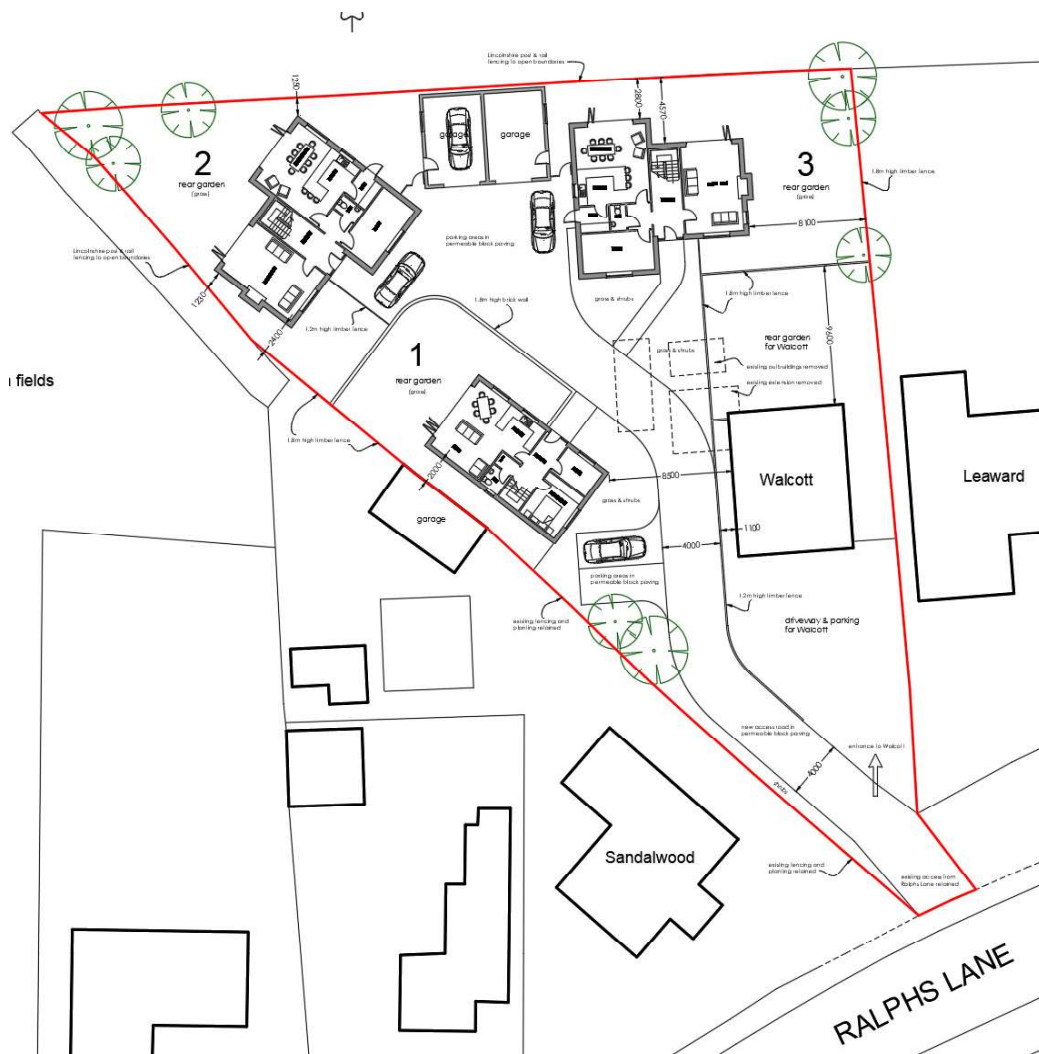 Lincolnshire post & rail
fencing to open boundaries
1250
2800
4570
garage
garage
2
rear garden
(gross)
3
rear garden
(gross)
1.8m high timber fence
8100
parking areas in
permeable block paving
Lincolnshire post & rail
fencing to open boundaries
1230
2400
1.2m high timber fence
1.8m high brick wall
grass & shrubs
1.8m high timber fence
9600
rear garden
for Walcott
1
rear garden
(gross)
grass & shrubs
existing outbuildings removed
existing extension removed
fields
1.8m high timber fence
2000
8500
Walcott
Leaward
grass & shrubs
garage
1100
4000
parking areas in
permeable block paving
1.2m high timber fence
existing fencing and
planting retained
driveway & parking
for Walcott
new access road in
permeable block paving
entrance to Walcott
4000
shrubs
Sandalwood
existing fencing and
planting retained
existing access from
Ralphs Lane retained
RALPHS LANE